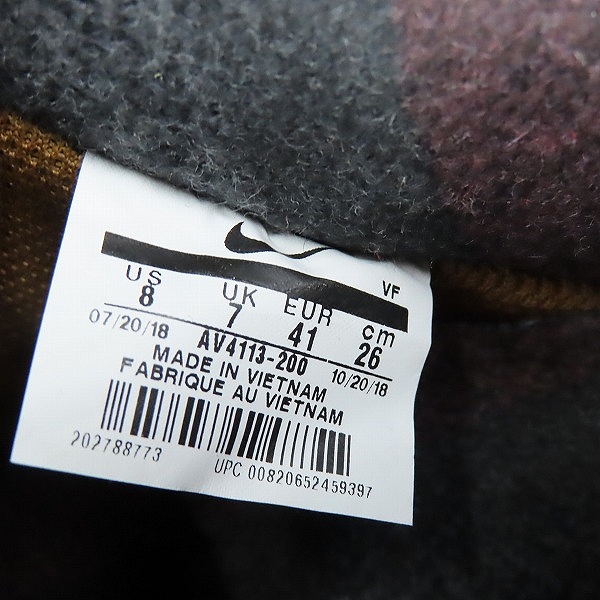 VF
US UK EUR cm
8 7 41 26
07/20/18 AV4113-200 10/20/18
MADE IN VIETNAM
FABRIQUE AU VIETNAM
202788773
UPC 00820652459397